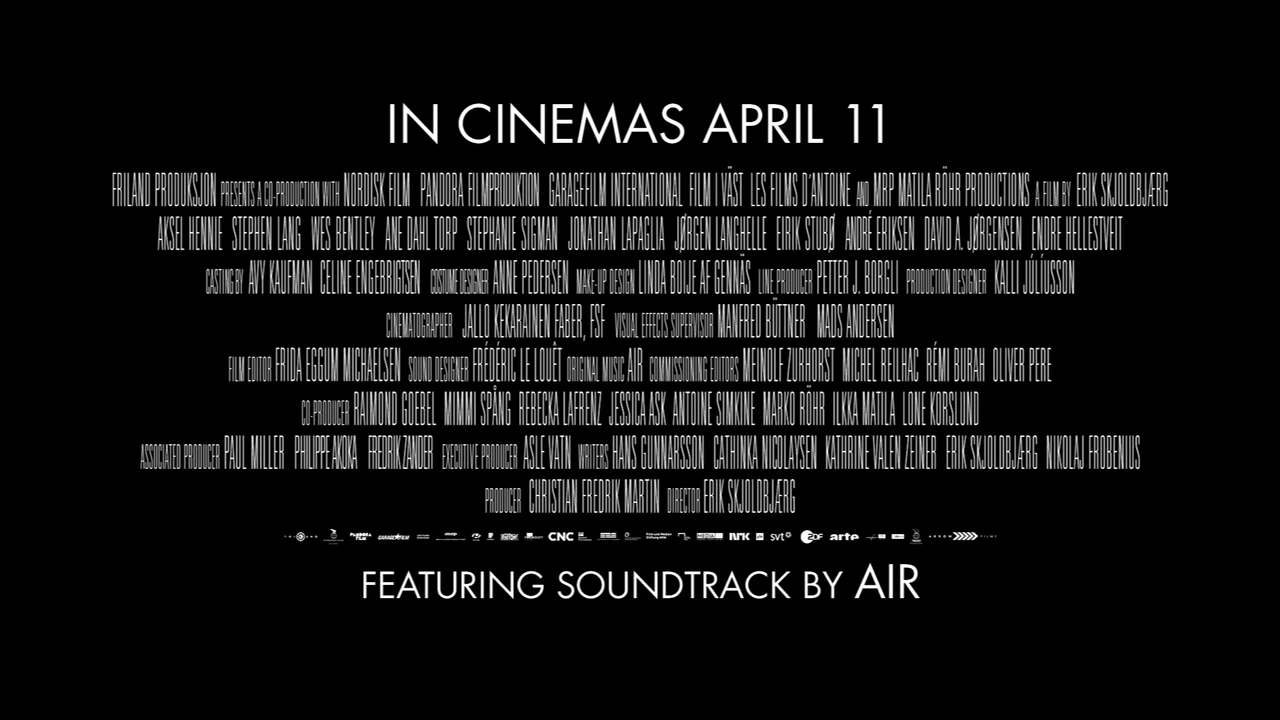 IN CINEMAS APRIL 11
FRILAND PRODUKSJON PRESENTS A CO-PRODUCTION WITH NORDISK FILM PANDORA FILMPRODUKTION GARAGEFILM INTERNATIONAL FILM I VÄST LES FILMS D'ANTOINE AND MRP MATILA RÖHR PRODUCTIONS A FILM BY ERIK SKJOLDBJÆRG
AKSEL HENNIE STEPHEN LANG WES BENTLEY ANE DAHL TORP STEPHANIE SIGMAN JONATHAN LAPAGLIA JØRGEN LANGHELLE EIRIK STUBØ ANDRÉ ERIKSEN DAVID A. JØRGENSEN ENDRE HELLESTVEIT
CASTING BY AVY KAUFMAN CELINE ENGEBRIGTSEN COSTUME DESIGNER ANNE PEDERSEN MAKE-UP DESIGN LINDA BOIJE AF GENNÄS LINE PRODUCER PETTER J. BORGLI PRODUCTION DESIGNER KALLI JÚLÍUSSON
CINEMATOGRAPHER JALLO KEKARAINEN FABER, FSF VISUAL EFFECTS SUPERVISOR MANFRED BÜTTNER MADS ANDERSEN
FILM EDITOR FRIDA EGGUM MICHAELSEN SOUND DESIGNER FRÉDÉRIC LE LOUÊT ORIGINAL MUSIC AIR COMMISSIONING EDITORS MEINOLF ZURHORST MICHEL REILHAC RÉMI BURAH OLIVER PERE
CO-PRODUCER RAIMOND GOEBEL MIMMI SPÅNG REBECKA LAFRENZ JESSICA ASK ANTOINE SIMKINE MARKO RÖHR ILKKA MATILA LONE KORSLUND
ASSOCIATED PRODUCER PAUL MILLER PHILIPPE AKOKA FREDRIK ZANDER EXECUTIVE PRODUCER ASLE VATN WRITERS HANS GUNNARSSON CATHINKA NICOLAYSEN KATHRINE VALEN ZEINER ERIK SKJOLDBJÆRG NIKOLAJ FROBENIUS
PRODUCER CHRISTIAN FREDRIK MARTIN DIRECTOR ERIK SKJOLDBJÆRG
PANDORA FILM GARAGEFILM CNC NRK svt ZDF arte ARROW FILMS
FEATURING SOUNDTRACK BY AIR